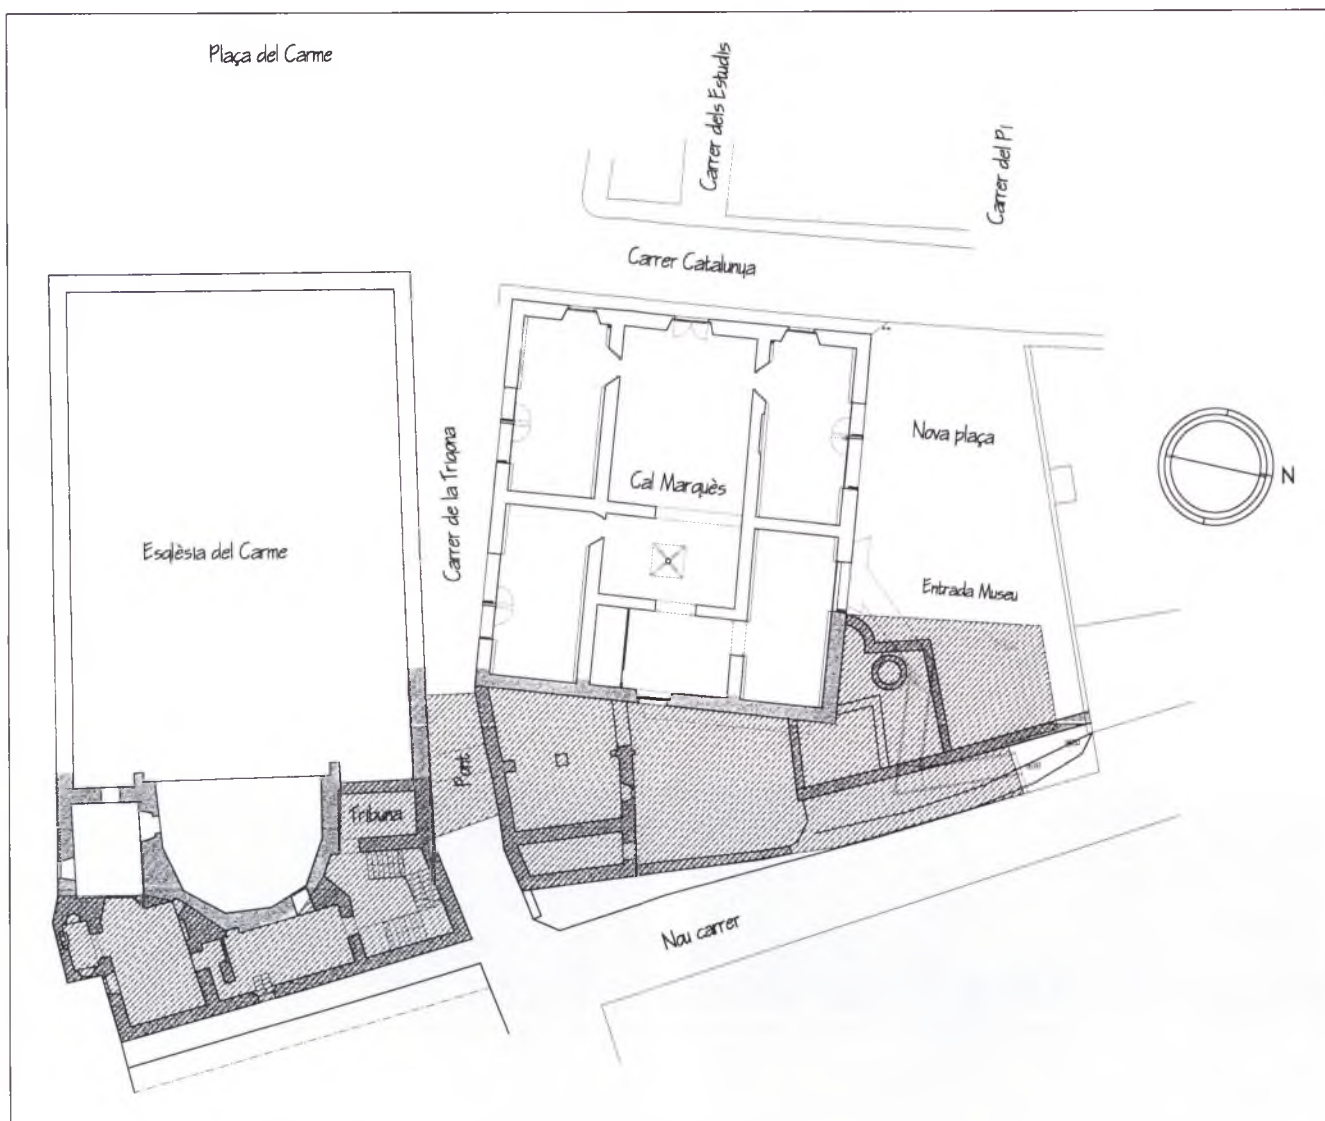 Plaça del Carme
Carrer dels Estudis
Carrer del Pi
Carrer Catalunya
Nova plaça
Carrer de la Trigona
Cal Marquès
N
Esglèsia del Carme
Entrada Museu
Pont
Tribuna
Nou carrer